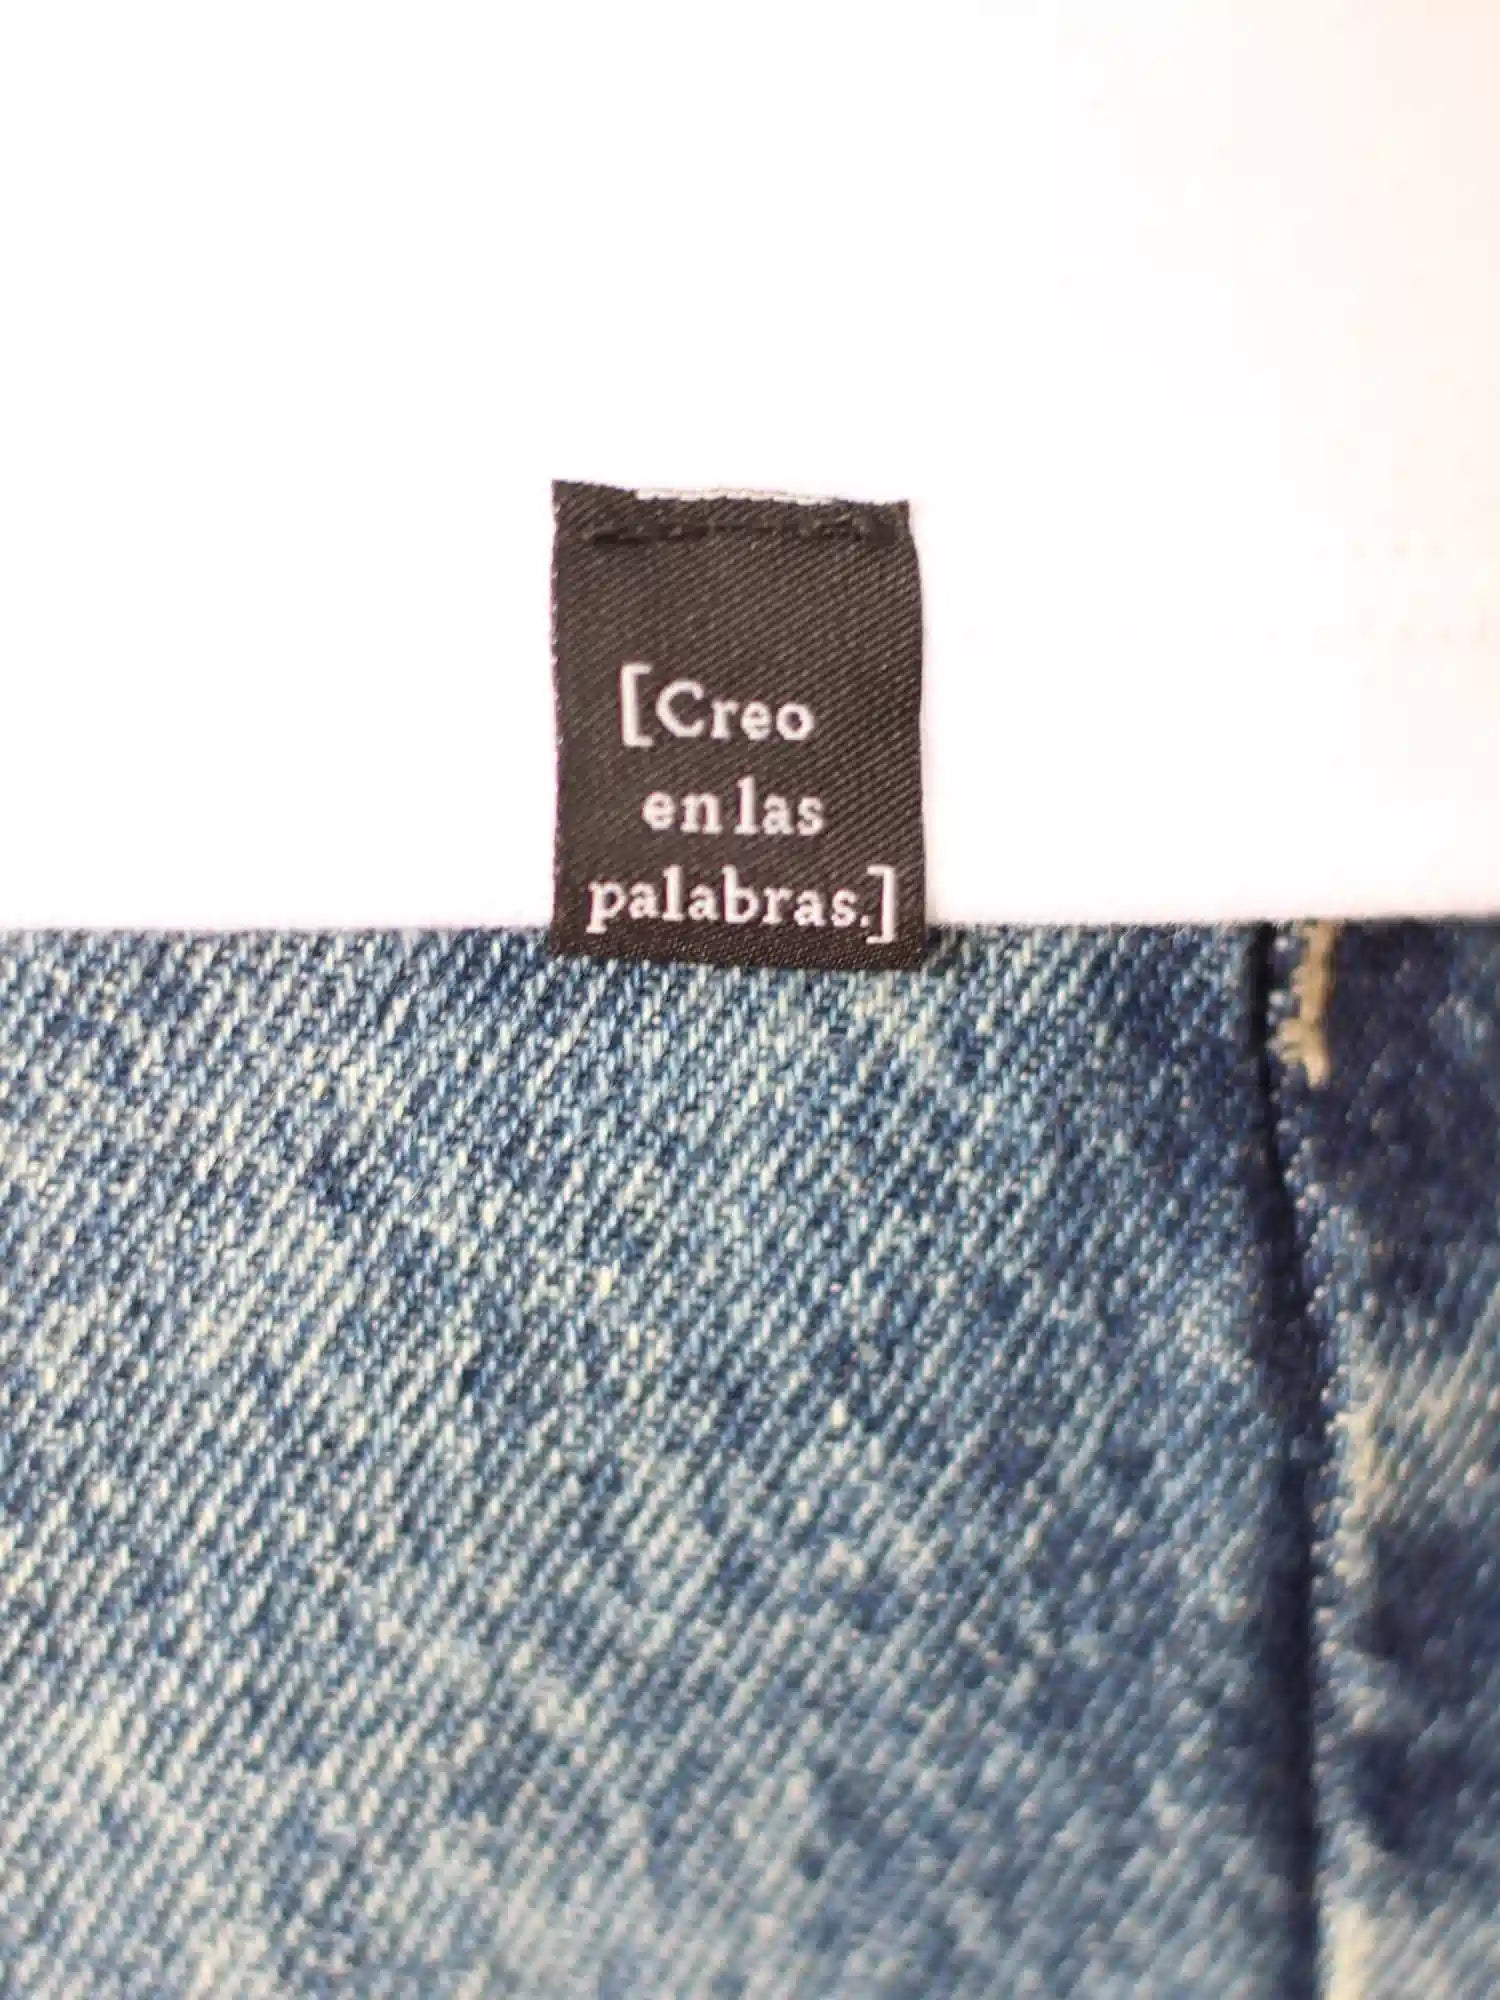 [Creo
en las
palabras.]